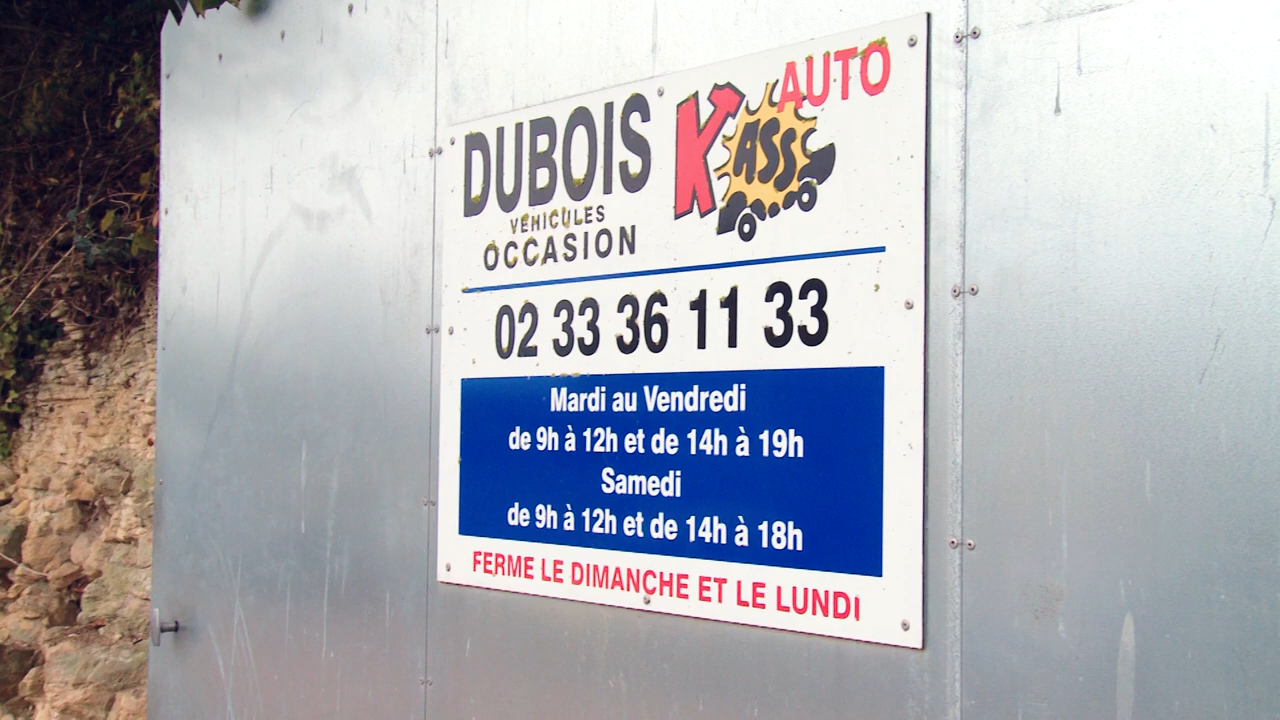 DUBOIS
VEHICULES
OCCASION
K'ASS AUTO
02 33 36 11 33
Mardi au Vendredi
de 9h à 12h et de 14h à 19h
Samedi
de 9h à 12h et de 14h à 18h
FERME LE DIMANCHE ET LE LUNDI